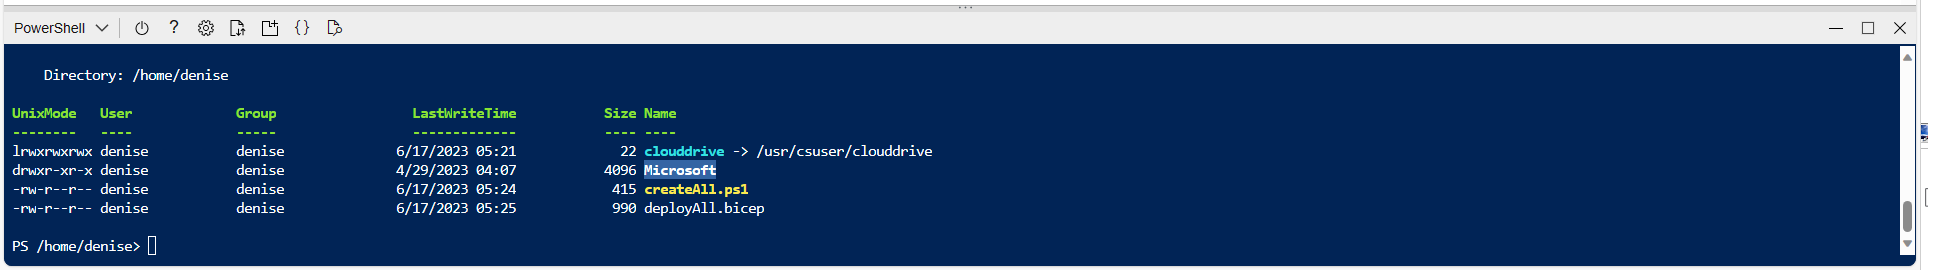 PowerShell ?
Directory: /home/denise
UnixMode User Group LastWriteTime Size Name
-------- ---- ----- ------------- ---- ----
lrwxrwxrwx denise denise 6/17/2023 05:21 22 clouddrive -> /usr/csuser/clouddrive
drwxr-xr-x denise denise 4/29/2023 04:07 4096 Microsoft
-rw-r--r-- denise denise 6/17/2023 05:24 415 createAll.ps1
-rw-r--r-- denise denise 6/17/2023 05:25 990 deployAll.bicep
PS /home/denise>